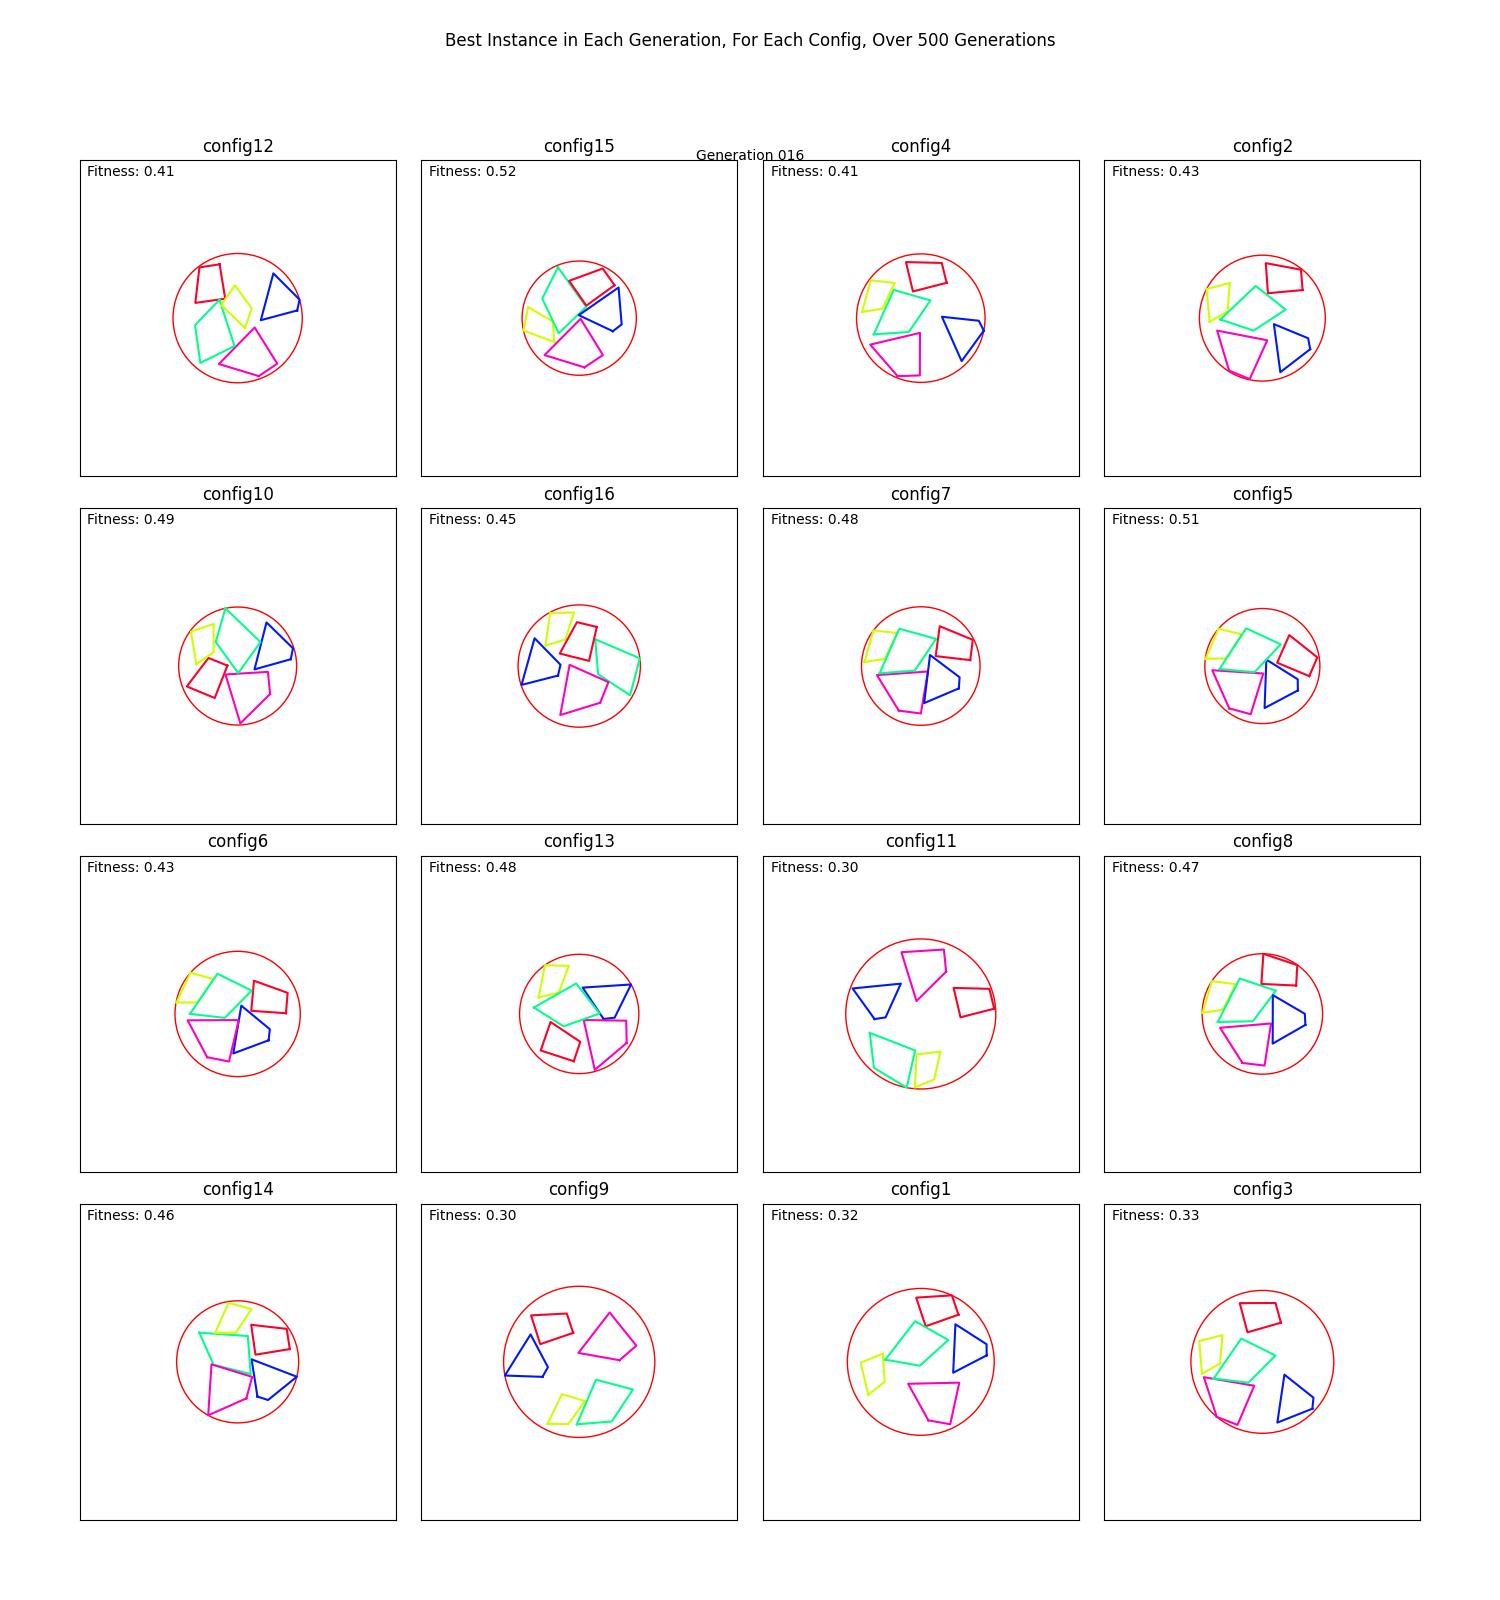 Best Instance in Each Generation, For Each Config, Over 500 Generations
Generation 016
config12
Fitness: 0.41
config15
Fitness: 0.52
config4
Fitness: 0.41
config2
Fitness: 0.43
config10
Fitness: 0.49
config16
Fitness: 0.45
config7
Fitness: 0.48
config5
Fitness: 0.51
config6
Fitness: 0.43
config13
Fitness: 0.48
config11
Fitness: 0.30
config8
Fitness: 0.47
config14
Fitness: 0.46
config9
Fitness: 0.30
config1
Fitness: 0.32
config3
Fitness: 0.33